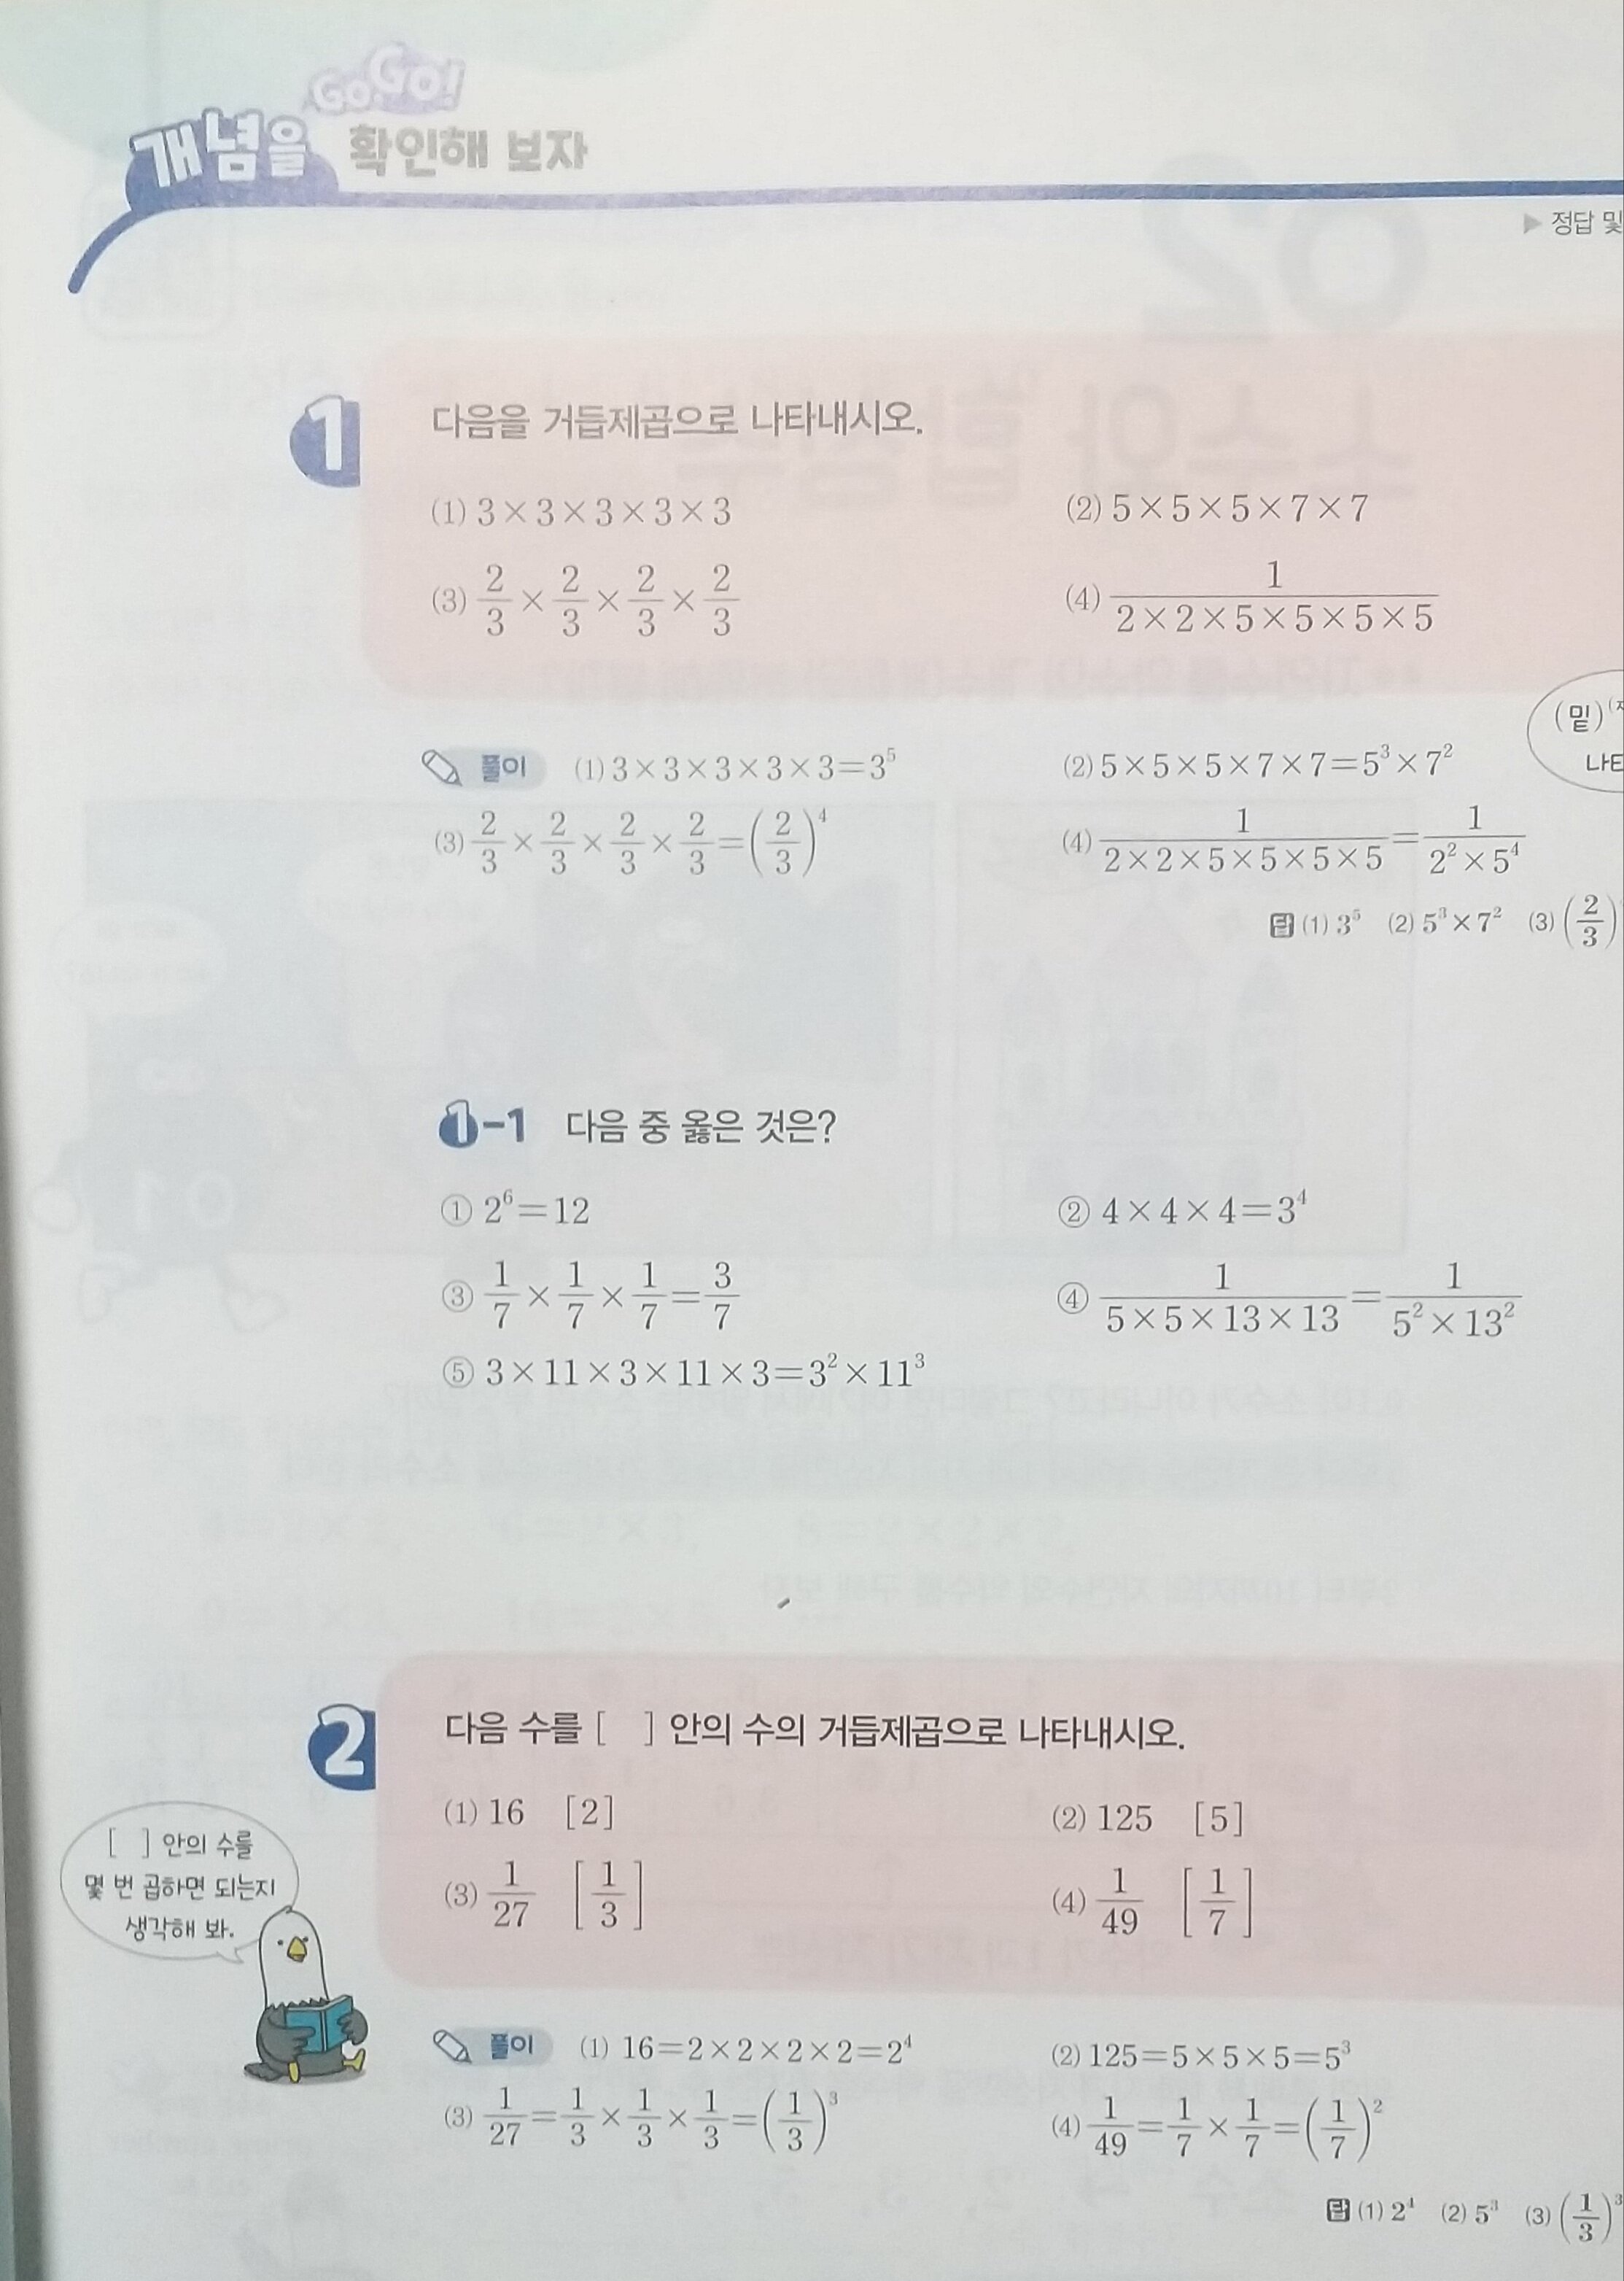 Go, Go!
개념을 확인해 보자
▶ 정답 및
1 다음을 거듭제곱으로 나타내시오.
(1) 3×3×3×3×3 (2) 5×5×5×7×7
(3) 2/3 × 2/3 × 2/3 × 2/3 (4) 1/(2×2×5×5×5×5)
(밑)
나타
풀이 (1) 3×3×3×3×3=3⁵ (2) 5×5×5×7×7=5³×7²
(3) 2/3 × 2/3 × 2/3 × 2/3 = (2/3)⁴ (4) 1/(2×2×5×5×5×5) = 1/(2²×5⁴)
답 (1) 3⁵ (2) 5³×7² (3) (2/3)
1-1 다음 중 옳은 것은?
① 2⁶=12 ② 4×4×4=3⁴
③ 1/7 × 1/7 × 1/7 = 3/7 ④ 1/(5×5×13×13) = 1/(5²×13²)
⑤ 3×11×3×11×3=3²×11³
2 다음 수를 [ ] 안의 수의 거듭제곱으로 나타내시오.
(1) 16 [2] (2) 125 [5]
(3) 1/27 [1/3] (4) 1/49 [1/7]
[ ] 안의 수를
몇 번 곱하면 되는지
생각해 봐.
풀이 (1) 16=2×2×2×2=2⁴ (2) 125=5×5×5=5³
(3) 1/27 = 1/3 × 1/3 × 1/3 = (1/3)³ (4) 1/49 = 1/7 × 1/7 = (1/7)²
답 (1) 2⁴ (2) 5³ (3) (1/3)³